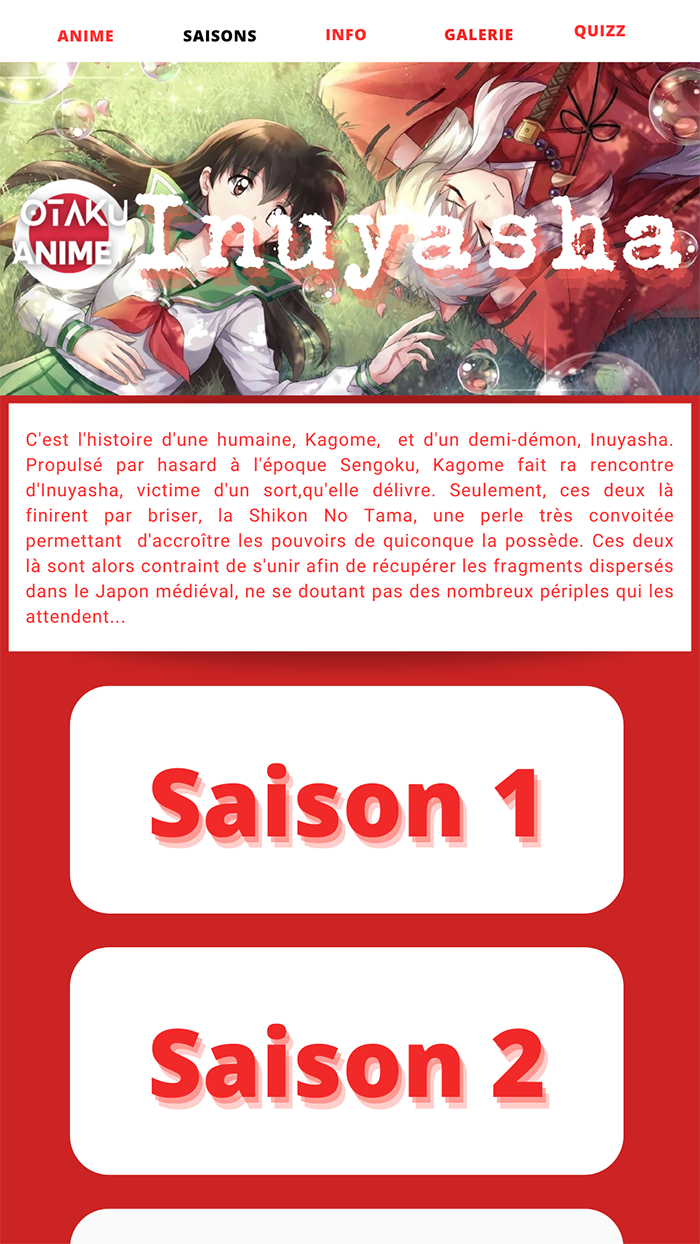 ANIME SAISONS INFO GALERIE QUIZZ
OTAKU
ANIME
Inuyasha
C'est l'histoire d'une humaine, Kagome, et d'un demi-démon, Inuyasha.
Propulsé par hasard à l'époque Sengoku, Kagome fait ra rencontre
d'Inuyasha, victime d'un sort,qu'elle délivre. Seulement, ces deux là
finirent par briser, la Shikon No Tama, une perle très convoitée
permettant d'accroître les pouvoirs de quiconque la possède. Ces deux
là sont alors contraint de s'unir afin de récupérer les fragments dispersés
dans le Japon médiéval, ne se doutant pas des nombreux périples qui les
attendent...
Saison 1
Saison 2